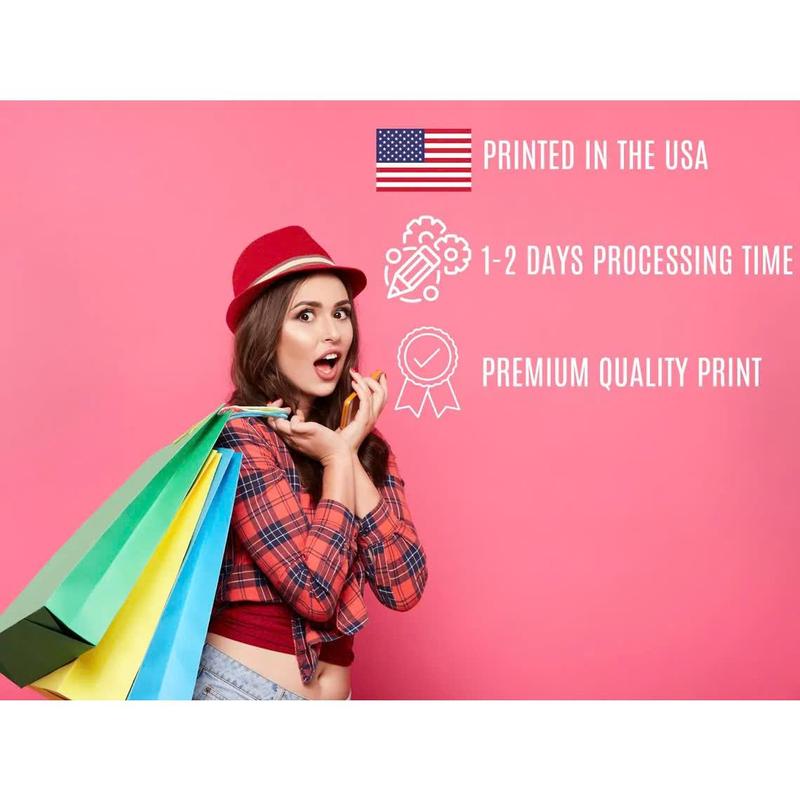 PRINTED IN THE USA
1-2 DAYS PROCESSING TIME
PREMIUM QUALITY PRINT